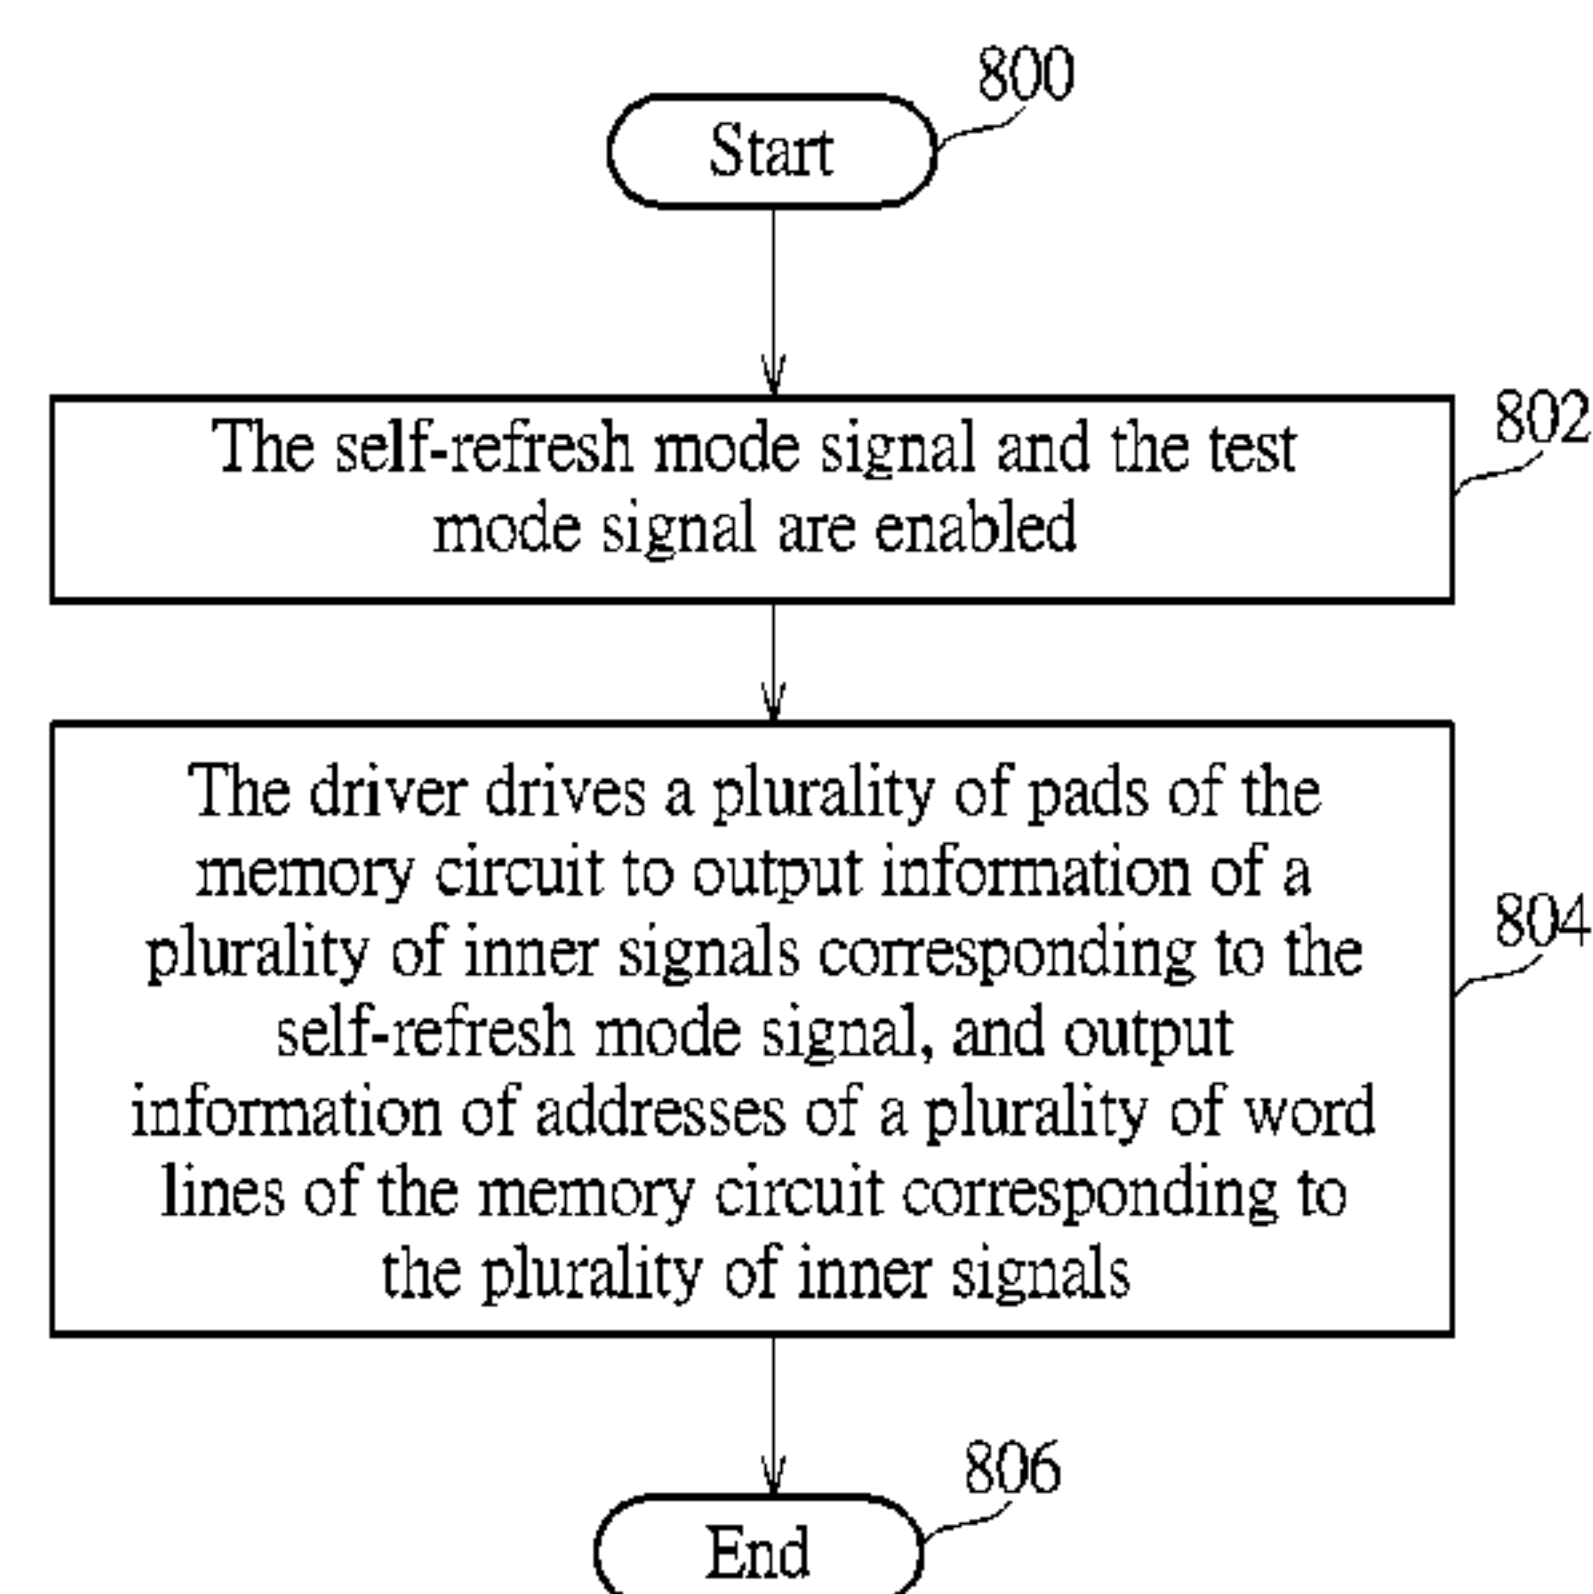 800
Start
802
The self-refresh mode signal and the test
mode signal are enabled
The driver drives a plurality of pads of the
memory circuit to output information of a
plurality of inner signals corresponding to the
804
self-refresh mode signal, and output
information of addresses of a plurality of word
lines of the memory circuit corresponding to
the plurality of inner signals
806
End